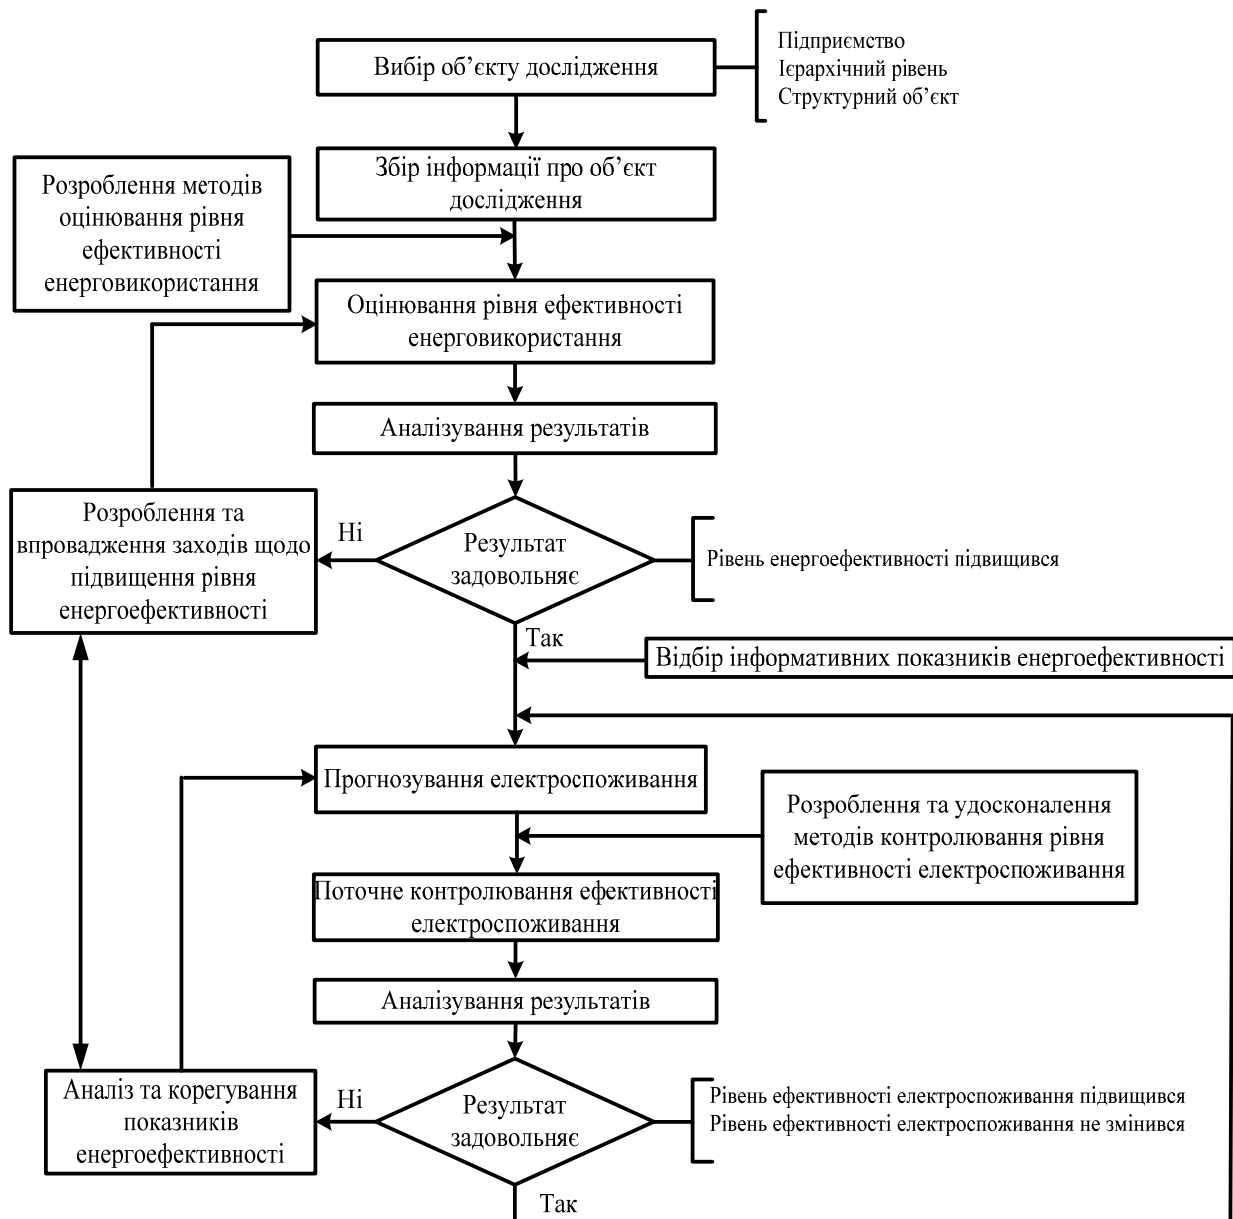 Вибір об’єкту дослідження
Підприємство
Ієрархічний рівень
Структурний об’єкт
Збір інформації про об’єкт
дослідження
Розроблення методів
оцінювання рівня
ефективності
енерговикористання
Оцінювання рівня ефективності
енерговикористання
Аналізування результатів
Розроблення та
впровадження заходів щодо
підвищення рівня
енергоефективності
Ні
Результат
задовольняє
Рівень енергоефективності підвищився
Так
Відбір інформативних показників енергоефективності
Прогнозування електроспоживання
Розроблення та удосконалення
методів контролювання рівня
ефективності електроспоживання
Поточне контролювання ефективності
електроспоживання
Аналізування результатів
Аналіз та корегування
показників
енергоефективності
Ні
Результат
задовольняє
Рівень ефективності електроспоживання підвищився
Рівень ефективності електроспоживання не змінився
Так